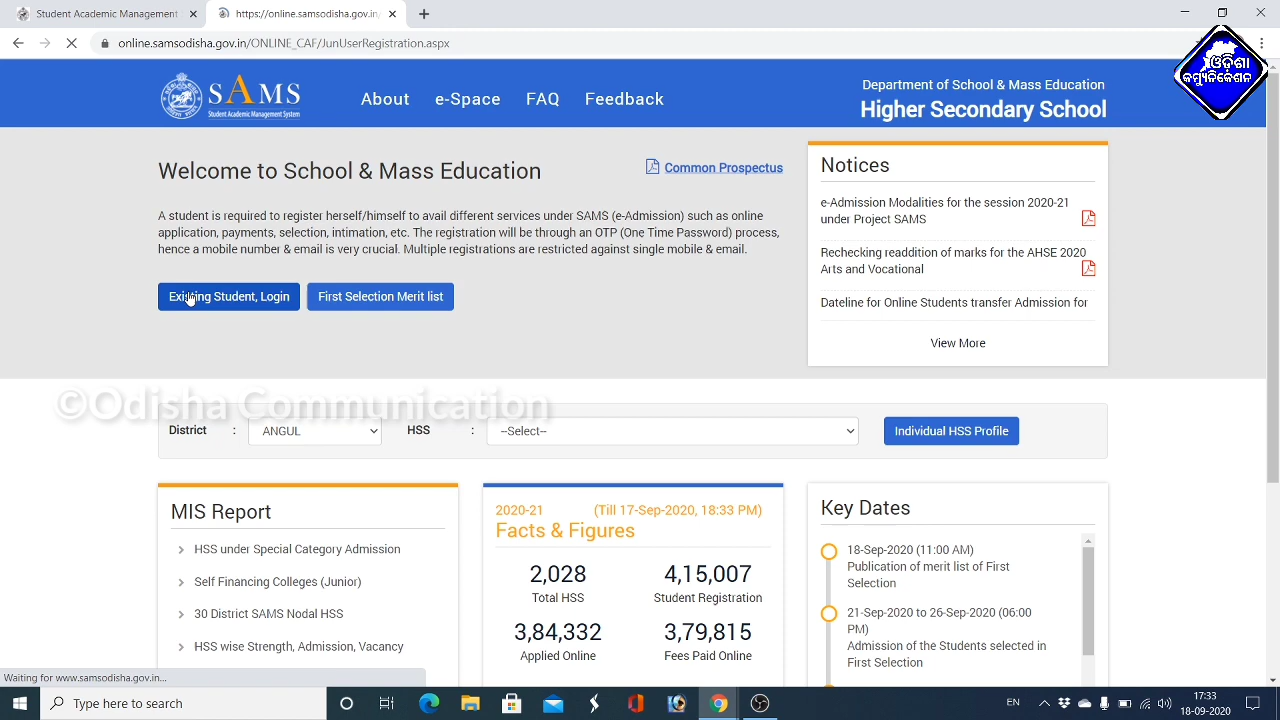 Student Academic Management
https://online.samsodisha.gov.in/
online.samsodisha.gov.in/ONLINE_CAF/JunUserRegistration.aspx
ଓଡ଼ିଶା
କମ୍ୟୁନିକେଶନ
SAMS
Student Academic Management System
About e-Space FAQ Feedback
Department of School & Mass Education
Higher Secondary School
Welcome to School & Mass Education
Common Prospectus
A student is required to register herself/himself to avail different services under SAMS (e-Admission) such as online
application, payments, selection, intimation, etc. The registration will be through an OTP (One Time Password) process,
hence a mobile number & email is very crucial. Multiple registrations are restricted against single mobile & email.
Existing Student, Login
First Selection Merit list
Notices
e-Admission Modalities for the session 2020-21
under Project SAMS
Rechecking readdition of marks for the AHSE 2020
Arts and Vocational
Dateline for Online Students transfer Admission for
View More
©Odisha Communication
District : ANGUL HSS : --Select-- Individual HSS Profile
MIS Report
HSS under Special Category Admission
Self Financing Colleges (Junior)
30 District SAMS Nodal HSS
HSS wise Strength, Admission, Vacancy
2020-21 (Till 17-Sep-2020, 18:33 PM)
Facts & Figures
2,028 4,15,007
Total HSS Student Registration
3,84,332 3,79,815
Applied Online Fees Paid Online
Key Dates
18-Sep-2020 (11:00 AM)
Publication of merit list of First
Selection
21-Sep-2020 to 26-Sep-2020 (06:00
PM)
Admission of the Students selected in
First Selection
Waiting for www.samsodisha.gov.in...
Type here to search
EN
17:33
18-09-2020